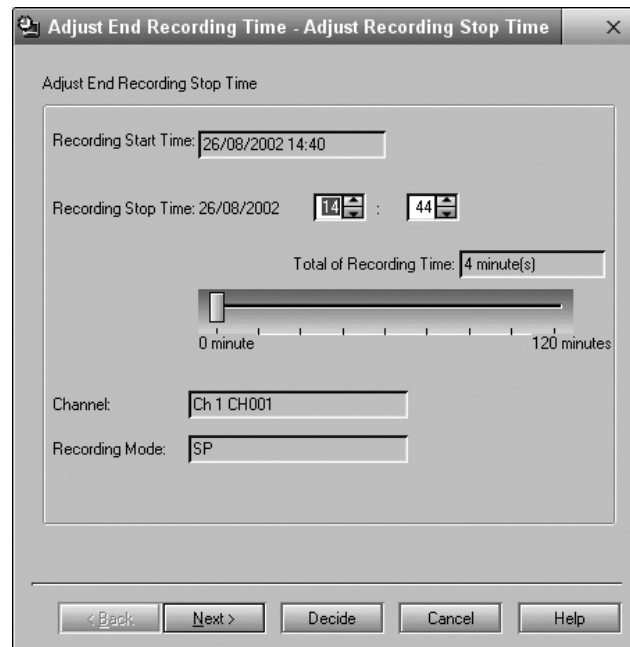 Adjust End Recording Time - Adjust Recording Stop Time
Adjust End Recording Stop Time
Recording Start Time: 26/08/2002 14:40
Recording Stop Time: 26/08/2002 14 : 44
Total of Recording Time: 4 minute(s)
0 minute 120 minutes
Channel: Ch 1 CH001
Recording Mode: SP
< Back Next > Decide Cancel Help